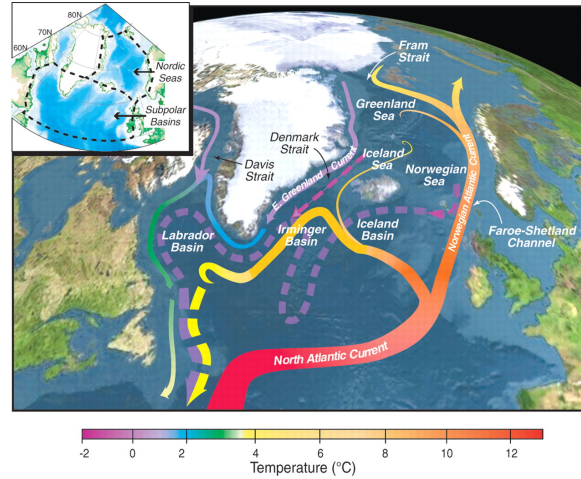 80N
70N
60N
Nordic
Seas
Subpolar
Basins
Fram
Strait
Greenland
Sea
Denmark
Strait
Iceland
Sea
Norwegian
Sea
Davis
Strait
E. Greenland Current
Norwegian Atlantic Current
Faroe-Shetland
Channel
Labrador
Basin
Irminger
Basin
Iceland
Basin
North Atlantic Current
-2 0 2 4 6 8 10 12
Temperature (°C)